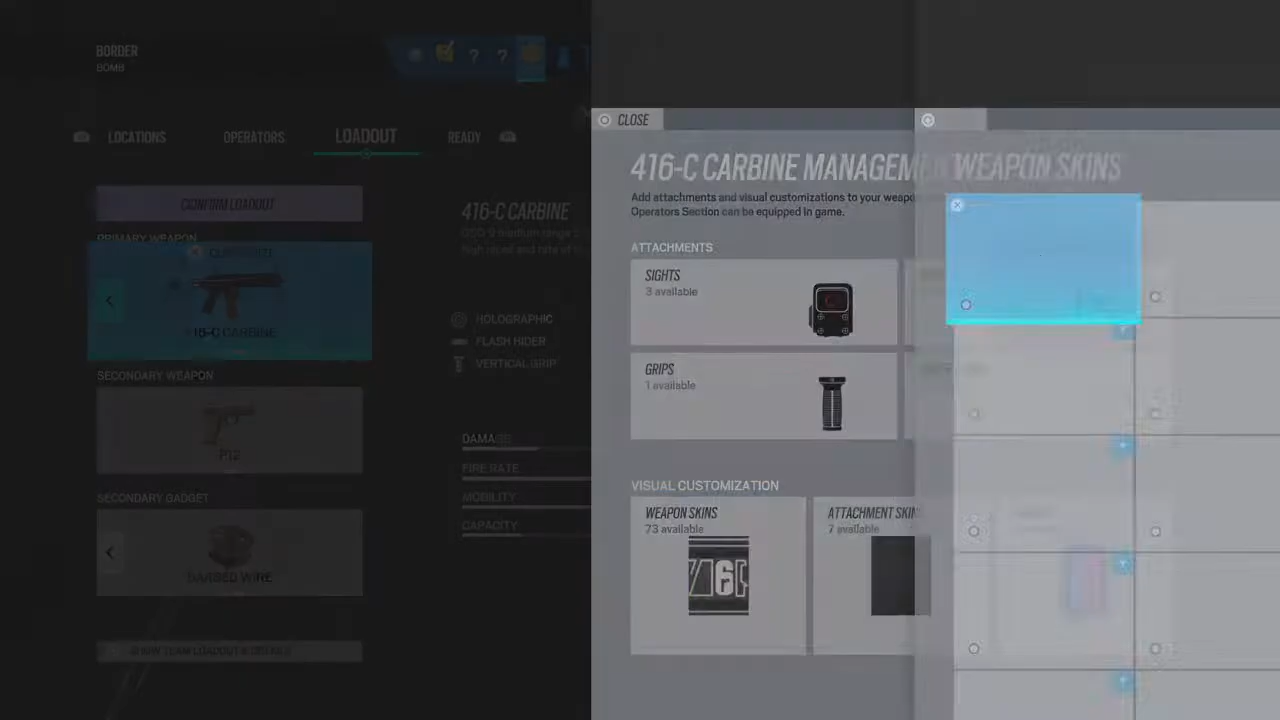 BORDER
BOMB
? ?
LOCATIONS
OPERATORS
LOADOUT
READY
CONFIRM LOADOUT
PRIMARY WEAPON
CARBINE
SECONDARY WEAPON
P12
SECONDARY GADGET
BARBED WIRE
416-C CARBINE
HOLOGRAPHIC
FLASH HIDER
VERTICAL GRIP
DAMAGE
FIRE RATE
MOBILITY
CAPACITY
CLOSE
416-C CARBINE MANAGEME
Add attachments and visual customizations to your weapo
Operators Section can be equipped in game.
ATTACHMENTS
SIGHTS
3 available
GRIPS
1 available
VISUAL CUSTOMIZATION
WEAPON SKINS
73 available
ATTACHMENT SKIN
7 available
WEAPON SKINS